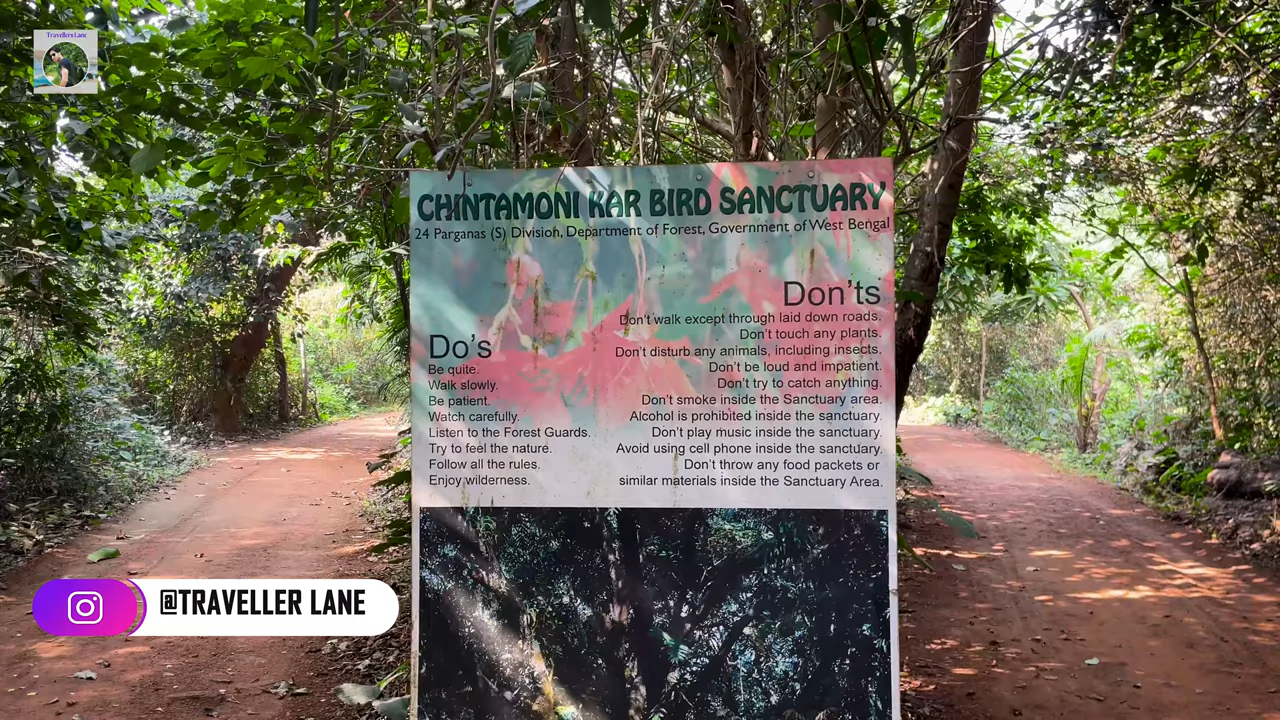 Travellers Lane
CHINTAMONI KAR BIRD SANCTUARY
24 Parganas (S) Division, Department of Forest, Government of West Bengal
Do's
Be quite.
Walk slowly.
Be patient.
Watch carefully.
Listen to the Forest Guards.
Try to feel the nature.
Follow all the rules.
Enjoy wilderness.
Don'ts
Don't walk except through laid down roads.
Don't touch any plants.
Don't disturb any animals, including insects.
Don't be loud and impatient.
Don't try to catch anything.
Don't smoke inside the Sanctuary area.
Alcohol is prohibited inside the sanctuary.
Don't play music inside the sanctuary.
Avoid using cell phone inside the sanctuary.
Don't throw any food packets or
similar materials inside the Sanctuary Area.
@TRAVELLER LANE